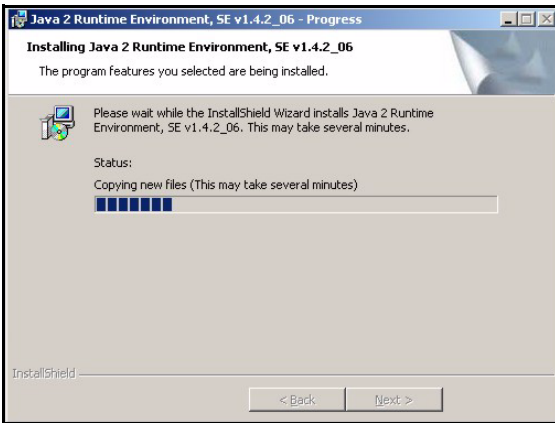 Java 2 Runtime Environment, SE v1.4.2_06 - Progress
Installing Java 2 Runtime Environment, SE v1.4.2_06
The program features you selected are being installed.
Please wait while the InstallShield Wizard installs Java 2 Runtime
Environment, SE v1.4.2_06. This may take several minutes.
Status:
Copying new files (This may take several minutes)
InstallShield
< Back Next >